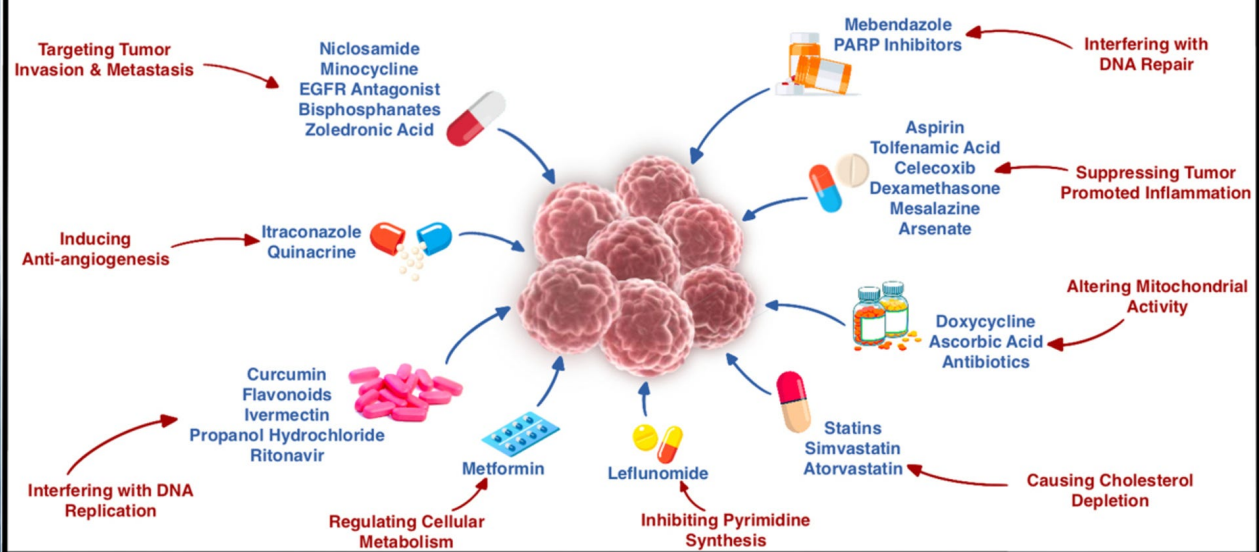 Targeting Tumor
Invasion & Metastasis
Niclosamide
Minocycline
EGFR Antagonist
Bisphosphanates
Zoledronic Acid
Mebendazole
PARP Inhibitors
Interfering with
DNA Repair
Aspirin
Tolfenamic Acid
Celecoxib
Dexamethasone
Mesalazine
Arsenate
Suppressing Tumor
Promoted Inflammation
Inducing
Anti-angiogenesis
Itraconazole
Quinacrine
Altering Mitochondrial
Activity
Doxycycline
Ascorbic Acid
Antibiotics
Curcumin
Flavonoids
Ivermectin
Propanol Hydrochloride
Ritonavir
Interfering with DNA
Replication
Metformin
Regulating Cellular
Metabolism
Leflunomide
Inhibiting Pyrimidine
Synthesis
Statins
Simvastatin
Atorvastatin
Causing Cholesterol
Depletion